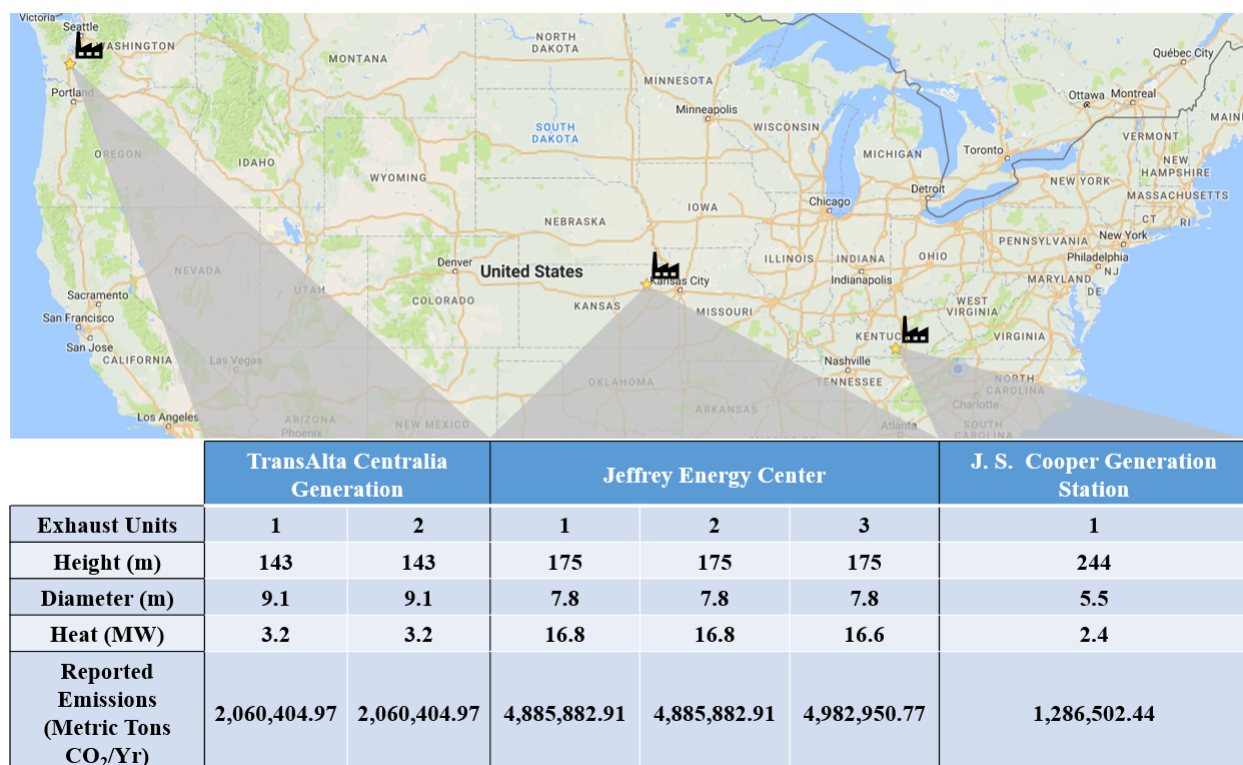 Victoria
Seattle
WASHINGTON
MONTANA
NORTH
DAKOTA
Québec City
Portland
MINNESOTA
Ottawa
Montreal
MAINE
Minneapolis
SOUTH
DAKOTA
WISCONSIN
VERMONT
OREGON
IDAHO
MICHIGAN
Toronto
NEW
HAMPSHIRE
WYOMING
NEW YORK
MASSACHUSETTS
Detroit
Chicago
IOWA
CT
RI
NEBRASKA
New York
PENNSYLVANIA
Denver
United States
ILLINOIS
INDIANA
OHIO
Philadelphia
NEVADA
UTAH
Kansas City
Indianapolis
MARYLAND
NJ
Sacramento
COLORADO
KANSAS
MISSOURI
WEST
VIRGINIA
DE
San Francisco
KENTUC
VIRGINIA
San Jose
CALIFORNIA
Las Vegas
Nashville
TENNESSEE
OKLAHOMA
NORTH
CAROLINA
Charlotte
Los Angeles
ARIZONA
NEW MEXICO
ARKANSAS
Atlanta
SOUTH
CAROLINA
Phoenix
TransAlta Centralia Generation Jeffrey Energy Center J. S. Cooper Generation Station
Exhaust Units 1 2 1 2 3 1
Height (m) 143 143 175 175 175 244
Diameter (m) 9.1 9.1 7.8 7.8 7.8 5.5
Heat (MW) 3.2 3.2 16.8 16.8 16.6 2.4
Reported Emissions (Metric Tons CO₂/Yr) 2,060,404.97 2,060,404.97 4,885,882.91 4,885,882.91 4,982,950.77 1,286,502.44